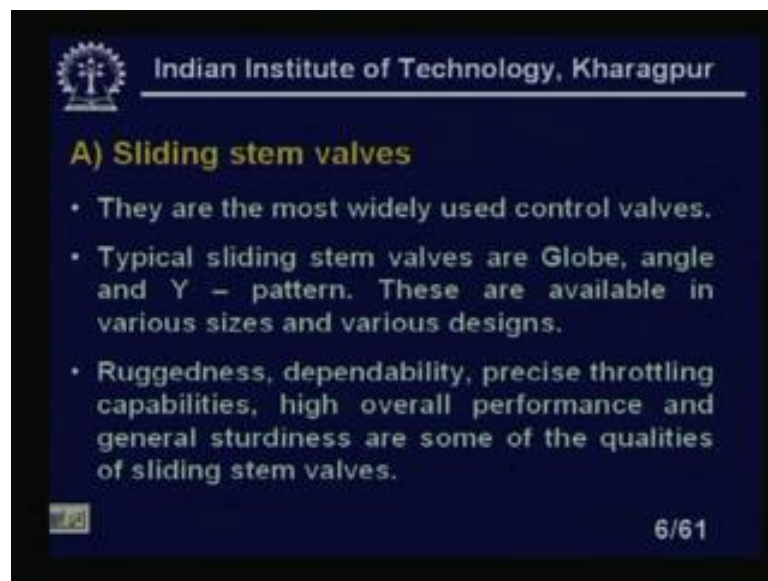 Indian Institute of Technology, Kharagpur
A) Sliding stem valves
• They are the most widely used control valves.
• Typical sliding stem valves are Globe, angle
and Y – pattern. These are available in
various sizes and various designs.
• Ruggedness, dependability, precise throttling
capabilities, high overall performance and
general sturdiness are some of the qualities
of sliding stem valves.
6/61